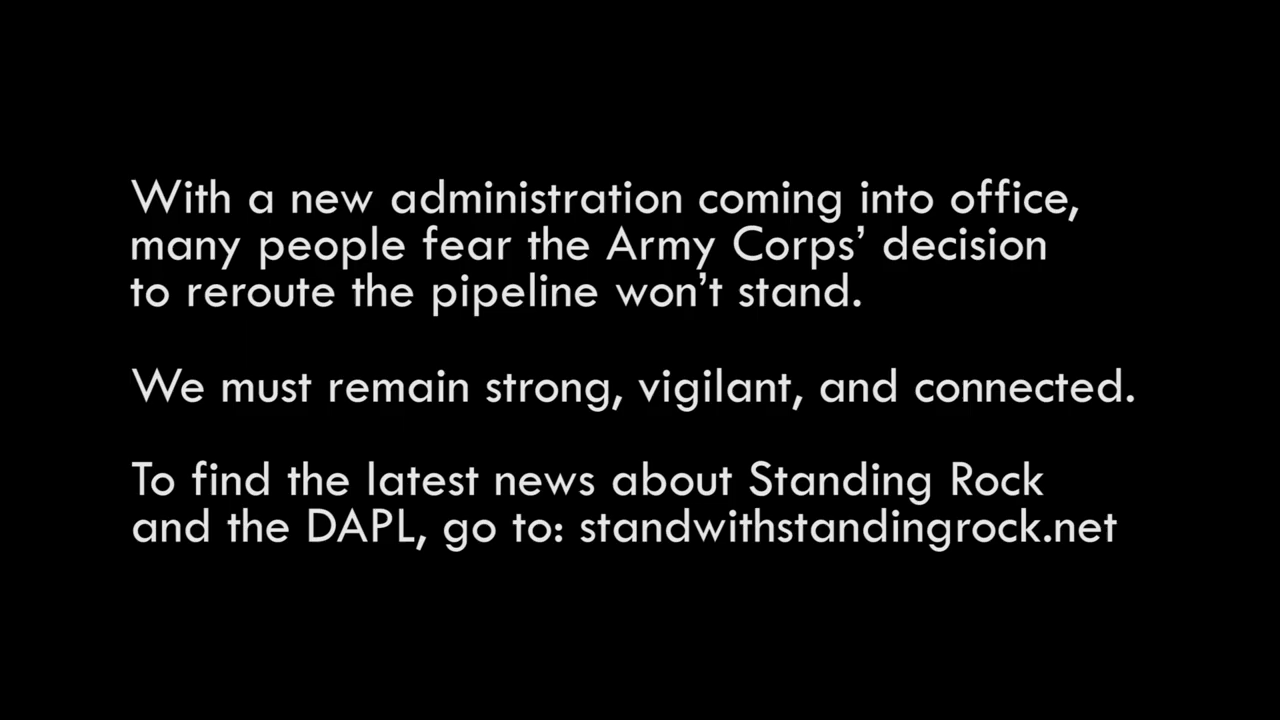 With a new administration coming into office,
many people fear the Army Corps’ decision
to reroute the pipeline won’t stand.
We must remain strong, vigilant, and connected.
To find the latest news about Standing Rock
and the DAPL, go to: standwithstandingrock.net